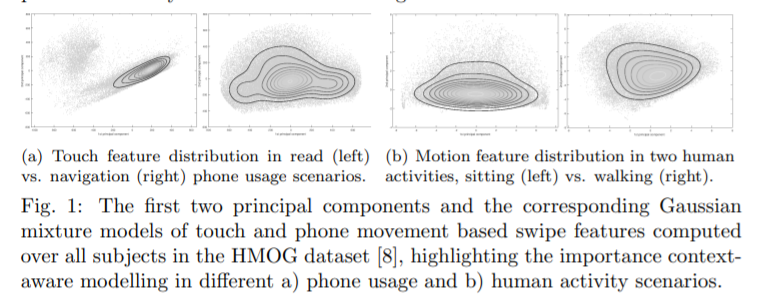 (a) Touch feature distribution in read (left)
vs. navigation (right) phone usage scenarios.
(b) Motion feature distribution in two human
activities, sitting (left) vs. walking (right).
Fig. 1: The first two principal components and the corresponding Gaussian
mixture models of touch and phone movement based swipe features computed
over all subjects in the HMOG dataset [8], highlighting the importance context-
aware modelling in different a) phone usage and b) human activity scenarios.